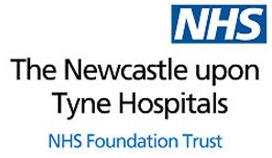 NHS
The Newcastle upon
Tyne Hospitals
NHS Foundation Trust